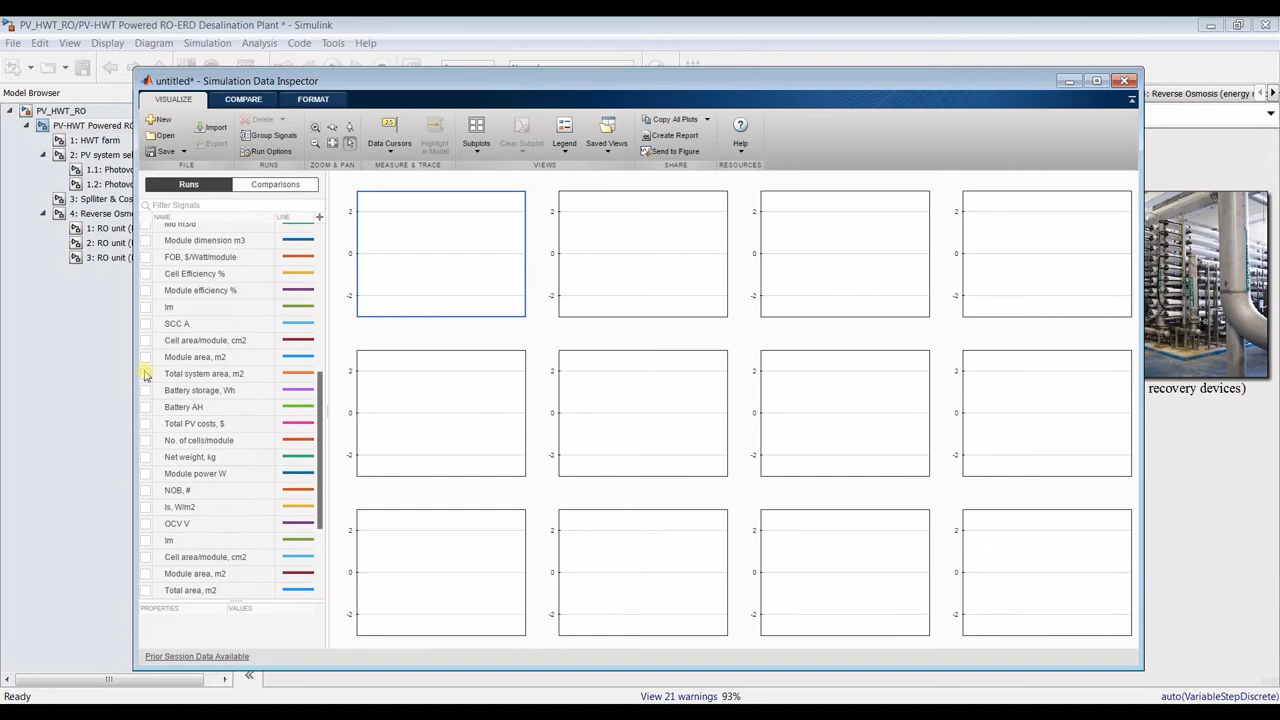 PV_HWT_RO/PV-HWT Powered RO-ERD Desalination Plant * - Simulink
File Edit View Display Diagram Simulation Analysis Code Tools Help
Model Browser
PV_HWT_RO
PV-HWT Powered RO
1: HWT farm
2: PV system se
1.1: Photov
1.2: Photov
3: Spliiter & Cos
4: Reverse Osmo
1: RO unit (
2: RO unit (
3: RO unit (
: Reverse Osmosis (energy r
recovery devices)
untitled* - Simulation Data Inspector
VISUALIZE COMPARE FORMAT
New
Open
Save
Import
Export
FILE
Delete
Group Signals
Run Options
RUNS
ZOOM & PAN
Data Cursors
Highlight in Model
MEASURE & TRACE
Subplots
Clear Subplot
Legend
Saved Views
VIEWS
Copy All Plots
Create Report
Send to Figure
SHARE
Help
RESOURCES
Runs Comparisons
Filter Signals
NAME LINE
Md m3/d
Module dimension m3
FOB, $/Watt/module
Cell Efficiency %
Module efficiency %
Im
SCC A
Cell area/module, cm2
Module area, m2
Total system area, m2
Battery storage, Wh
Battery AH
Total PV costs, $
No. of cells/module
Net weight, kg
Module power W
NOB, #
Is, W/m2
OCV V
Im
Cell area/module, cm2
Module area, m2
Total area, m2
PROPERTIES VALUES
2 2 2 2
0 0 0 0
-2 -2 -2 -2
2 2 2 2
0 0 0 0
-2 -2 -2 -2
2 2 2 2
0 0 0 0
-2 -2 -2 -2
Prior Session Data Available
Ready View 21 warnings 93% auto(VariableStepDiscrete)